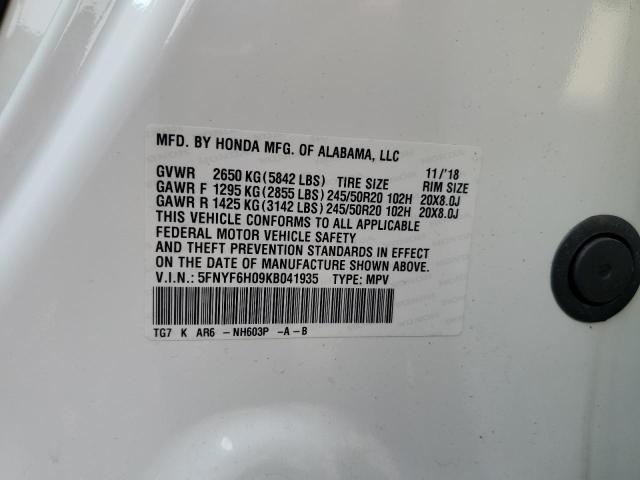 MFD. BY HONDA MFG. OF ALABAMA, LLC
11/'18
GVWR 2650 KG (5842 LBS) TIRE SIZE RIM SIZE
GAWR F 1295 KG (2855 LBS) 245/50R20 102H 20X8.0J
GAWR R 1425 KG (3142 LBS) 245/50R20 102H 20X8.0J
THIS VEHICLE CONFORMS TO ALL APPLICABLE
FEDERAL MOTOR VEHICLE SAFETY
AND THEFT PREVENTION STANDARDS IN EFFECT
ON THE DATE OF MANUFACTURE SHOWN ABOVE.
V.I.N.: 5FNYF6H09KB041935 TYPE: MPV
TG7 K AR6 -NH603P -A-B